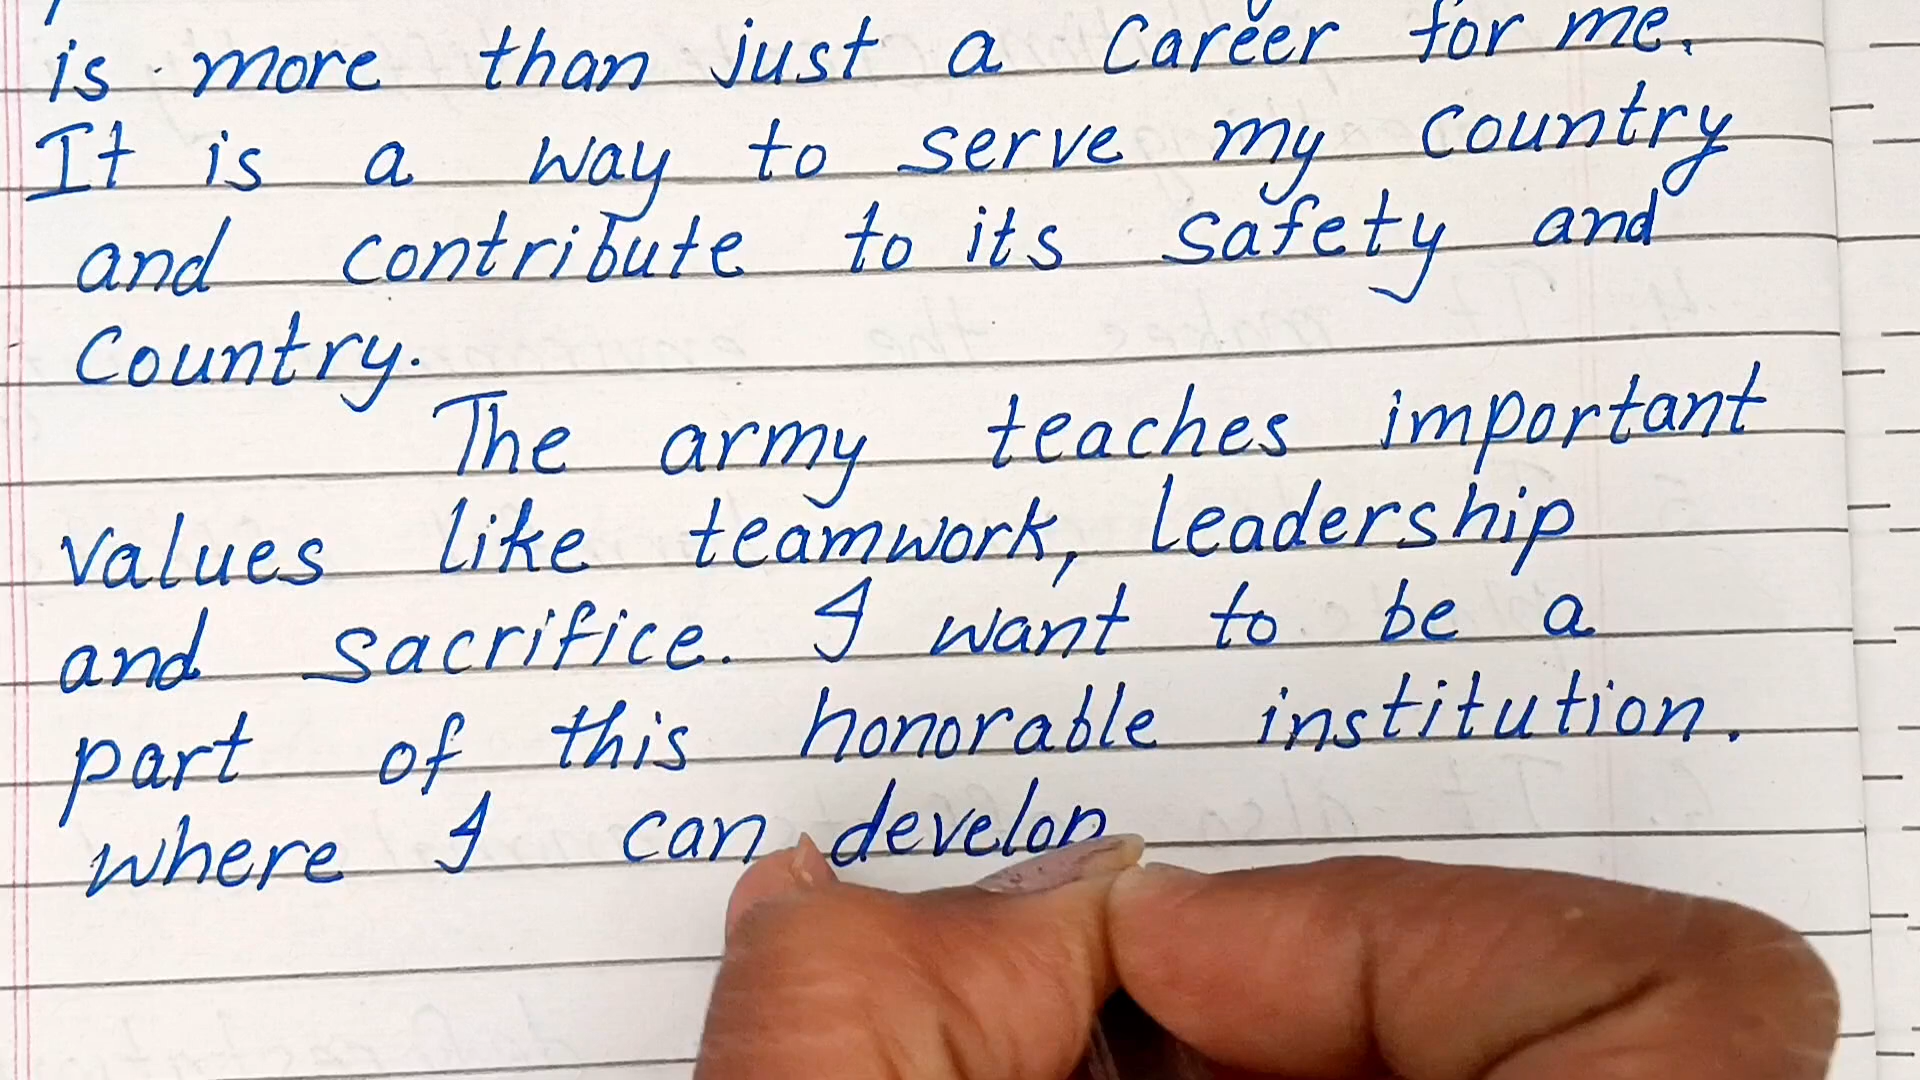 is more than just a Career for me.
It is a way to serve my country
and contribute to its safety and
Country.
The army teaches important
values like teamwork, leadership
and sacrifice. I want to be a
part of this honorable institution.
where I can develop